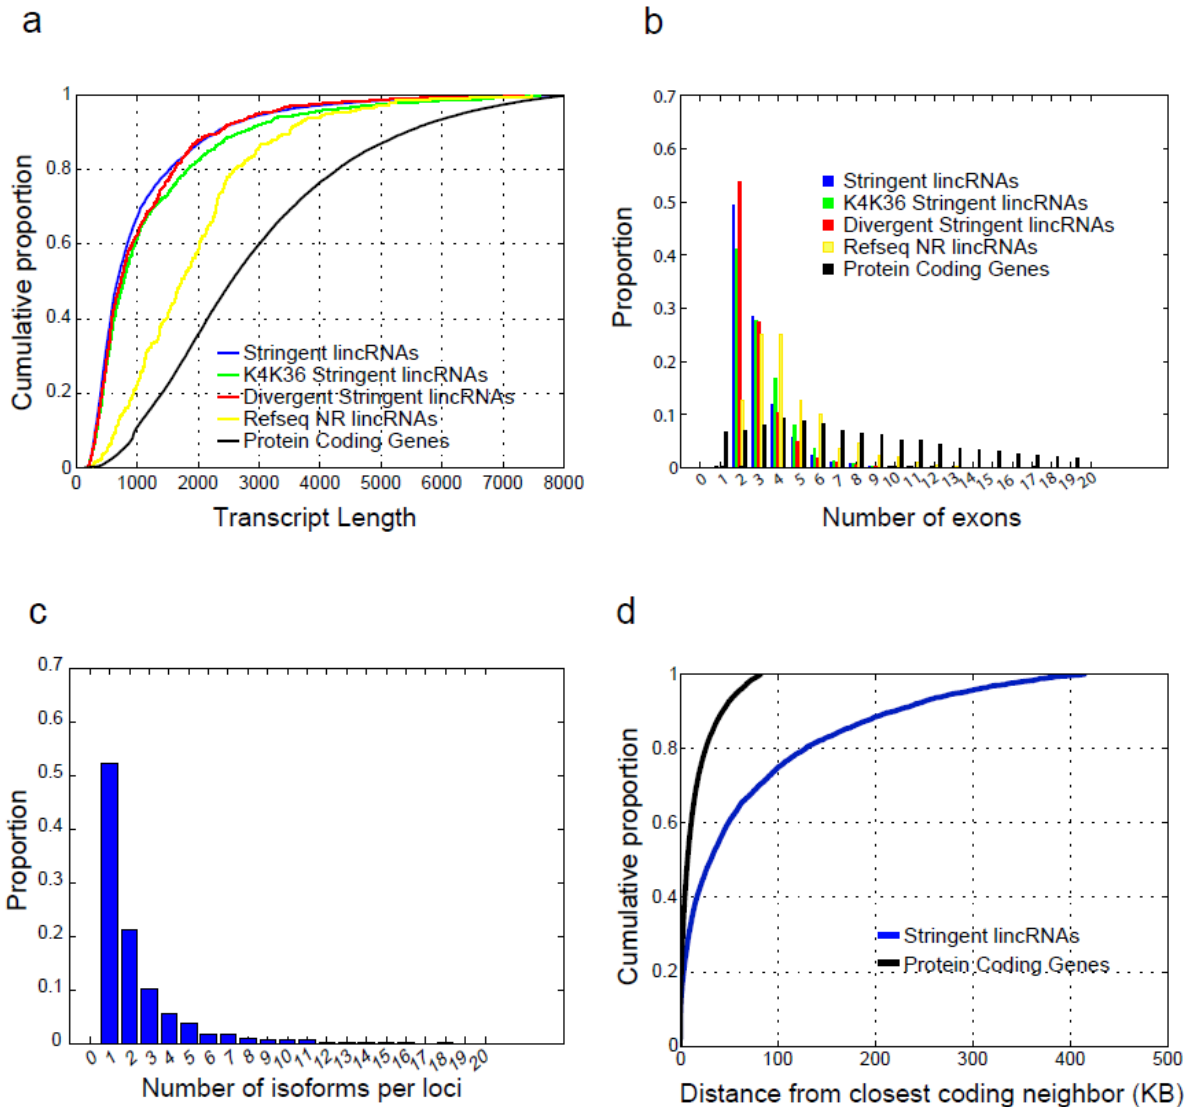 a
Cumulative proportion
1
0.8
0.6
0.4
0.2
0
0 1000 2000 3000 4000 5000 6000 7000 8000
Transcript Length
Stringent lincRNAs
K4K36 Stringent lincRNAs
Divergent Stringent lincRNAs
Refseq NR lincRNAs
Protein Coding Genes
b
Proportion
0.7
0.6
0.5
0.4
0.3
0.2
0.1
0
0 1 2 3 4 5 6 7 8 9 10 11 12 13 14 15 16 17 18 19 20
Number of exons
Stringent lincRNAs
K4K36 Stringent lincRNAs
Divergent Stringent lincRNAs
Refseq NR lincRNAs
Protein Coding Genes
c
Proportion
0.7
0.6
0.5
0.4
0.3
0.2
0.1
0
0 1 2 3 4 5 6 7 8 9 10 11 12 13 14 15 16 17 18 19 20
Number of isoforms per loci
d
Cumulative proportion
1
0.8
0.6
0.4
0.2
0
0 100 200 300 400 500
Distance from closest coding neighbor (KB)
Stringent lincRNAs
Protein Coding Genes